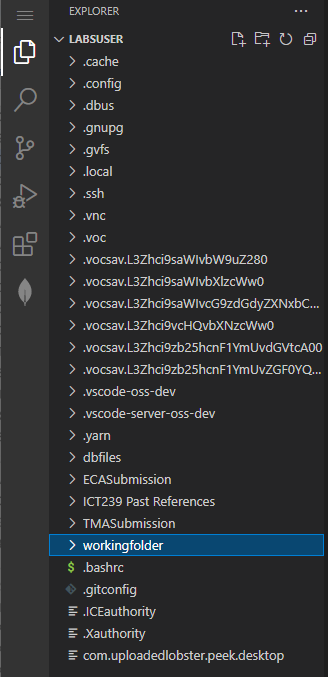 EXPLORER
LABSUSER
.cache
.config
.dbus
.gnupg
.gvfs
.local
.ssh
.vnc
.voc
.vocsav.L3Zhci9saWIvbW9uZ280
.vocsav.L3Zhci9saWIvbXlzcWw0
.vocsav.L3Zhci9saWIvcG9zdGdyZXNxbC...
.vocsav.L3Zhci9vcHQvbXNzcWw0
.vocsav.L3Zhci9zb25hcnF1YmUvdGVtcA00
.vocsav.L3Zhci9zb25hcnF1YmUvZGF0YQ...
.vscode-oss-dev
.vscode-server-oss-dev
.yarn
dbfiles
ECASubmission
ICT239 Past References
TMASubmission
workingfolder
$ .bashrc
.gitconfig
.ICEauthority
.Xauthority
com.uploadedlobster.peek.desktop